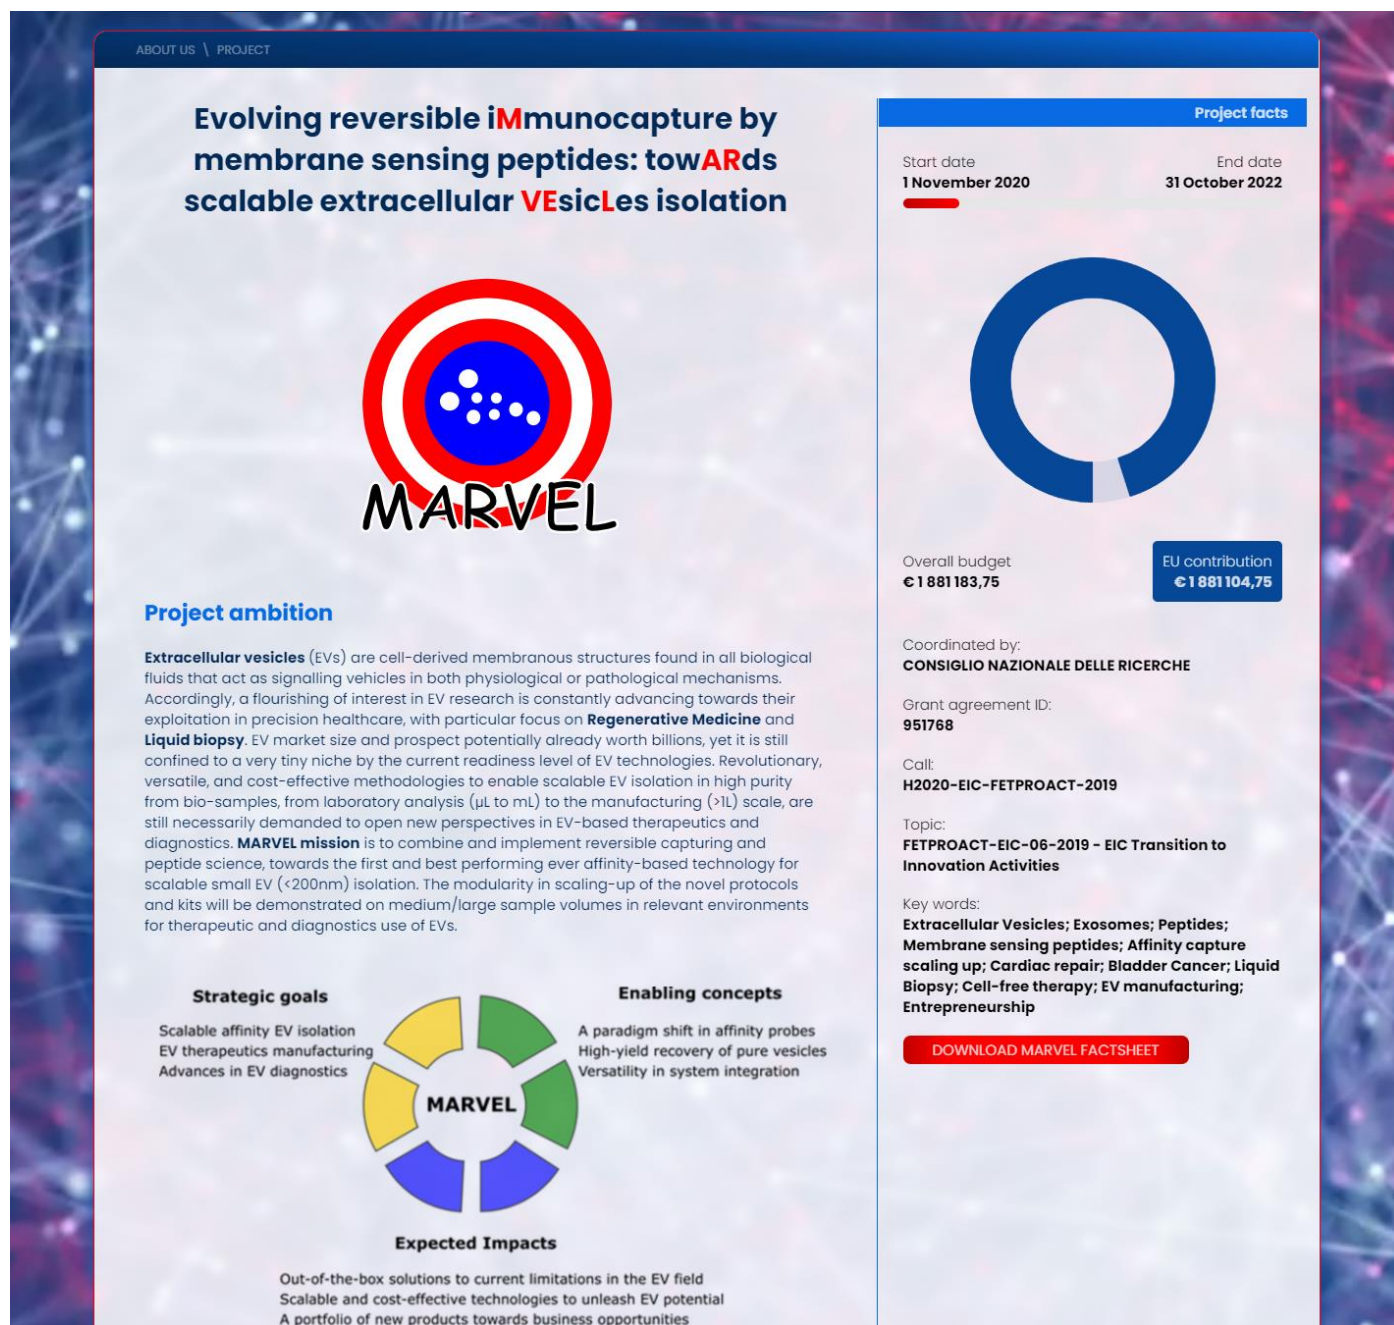 ABOUT US \ PROJECT
Evolving reversible iMmunocapture by
membrane sensing peptides: towARds
scalable extracellular VEsicLes isolation
MARVEL
Project ambition
Extracellular vesicles (EVs) are cell-derived membranous structures found in all biological
fluids that act as signalling vehicles in both physiological or pathological mechanisms.
Accordingly, a flourishing of interest in EV research is constantly advancing towards their
exploitation in precision healthcare, with particular focus on Regenerative Medicine and
Liquid biopsy. EV market size and prospect potentially already worth billions, yet it is still
confined to a very tiny niche by the current readiness level of EV technologies. Revolutionary,
versatile, and cost-effective methodologies to enable scalable EV isolation in high purity
from bio-samples, from laboratory analysis (µL to mL) to the manufacturing (>1L) scale, are
still necessarily demanded to open new perspectives in EV-based therapeutics and
diagnostics. MARVEL mission is to combine and implement reversible capturing and
peptide science, towards the first and best performing ever affinity-based technology for
scalable small EV (<200nm) isolation. The modularity in scaling-up of the novel protocols
and kits will be demonstrated on medium/large sample volumes in relevant environments
for therapeutic and diagnostics use of EVs.
Strategic goals
Scalable affinity EV isolation
EV therapeutics manufacturing
Advances in EV diagnostics
MARVEL
Enabling concepts
A paradigm shift in affinity probes
High-yield recovery of pure vesicles
Versatility in system integration
Expected Impacts
Out-of-the-box solutions to current limitations in the EV field
Scalable and cost-effective technologies to unleash EV potential
A portfolio of new products towards business opportunities
Project facts
Start date
1 November 2020
End date
31 October 2022
Overall budget
€ 1 881 183,75
EU contribution
€ 1 881 104,75
Coordinated by:
CONSIGLIO NAZIONALE DELLE RICERCHE
Grant agreement ID:
951768
Call:
H2020-EIC-FETPROACT-2019
Topic:
FETPROACT-EIC-06-2019 - EIC Transition to
Innovation Activities
Key words:
Extracellular Vesicles; Exosomes; Peptides;
Membrane sensing peptides; Affinity capture
scaling up; Cardiac repair; Bladder Cancer; Liquid
Biopsy; Cell-free therapy; EV manufacturing;
Entrepreneurship
DOWNLOAD MARVEL FACTSHEET